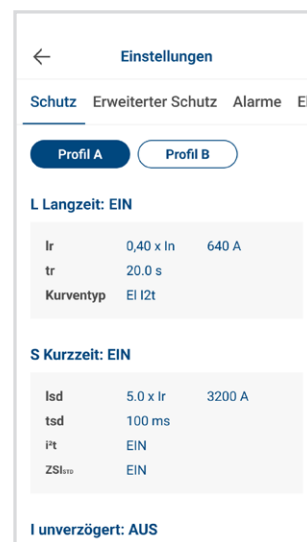 Einstellungen
Schutz Erweiterter Schutz Alarme
Profil A Profil B
L Langzeit: EIN
Ir 0,40 x In 640 A
tr 20.0 s
Kurventyp EI I2t
S Kurzzeit: EIN
Isd 5.0 x Ir 3200 A
tsd 100 ms
i²t EIN
ZSISTD EIN
I unverzögert: AUS